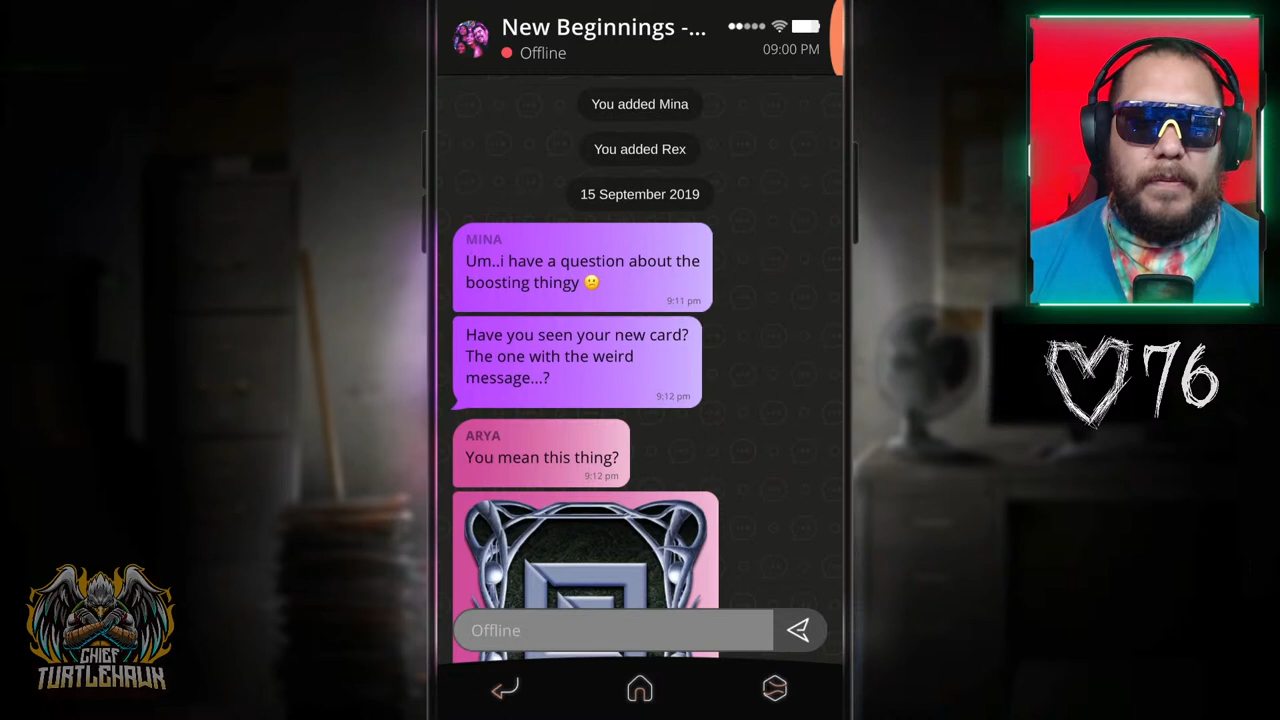 New Beginnings -...
Offline
09:00 PM
You added Mina
You added Rex
15 September 2019
MINA
Um..i have a question about the
boosting thingy 😕
9:11 pm
Have you seen your new card?
The one with the weird
message...?
9:12 pm
ARYA
You mean this thing?
9:12 pm
Offline
76
CHIEF
TURTLEHAWK